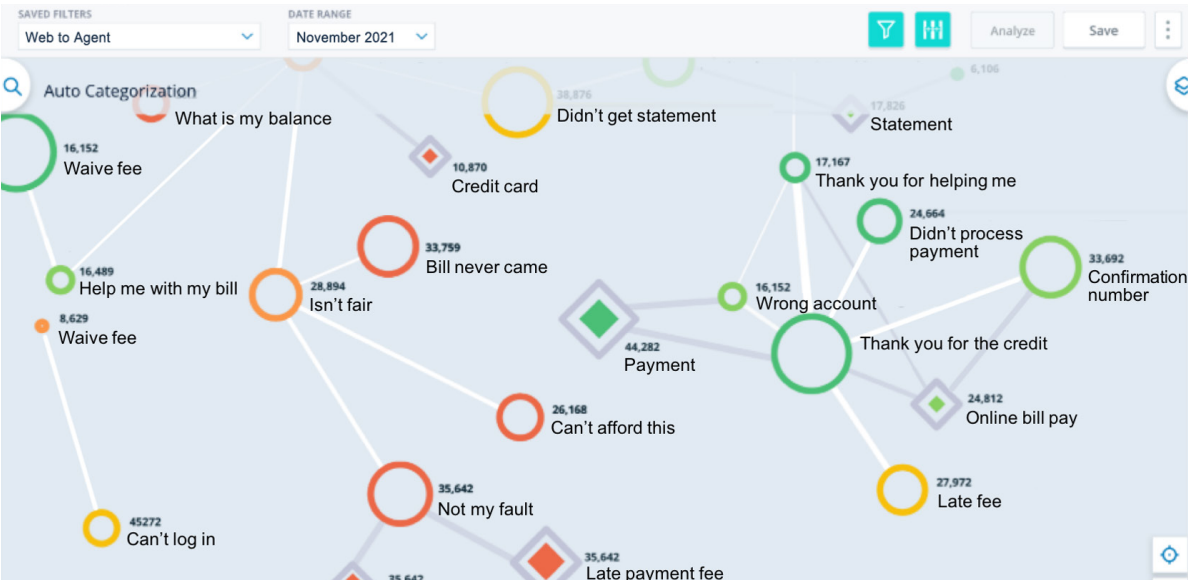 SAVED FILTERS
Web to Agent
DATE RANGE
November 2021
Analyze
Save
Auto Categorization
What is my balance
16,152
Waive fee
38,876
Didn't get statement
10,870
Credit card
6,106
17,826
Statement
17,167
Thank you for helping me
24,664
Didn't process
payment
33,692
Confirmation
number
33,759
Bill never came
16,489
Help me with my bill
28,894
Isn't fair
8,629
Waive fee
16,152
Wrong account
44,282
Payment
Thank you for the credit
24,812
Online bill pay
26,168
Can't afford this
35,642
Not my fault
27,972
Late fee
45272
Can't log in
35,642
Late payment fee
35,642